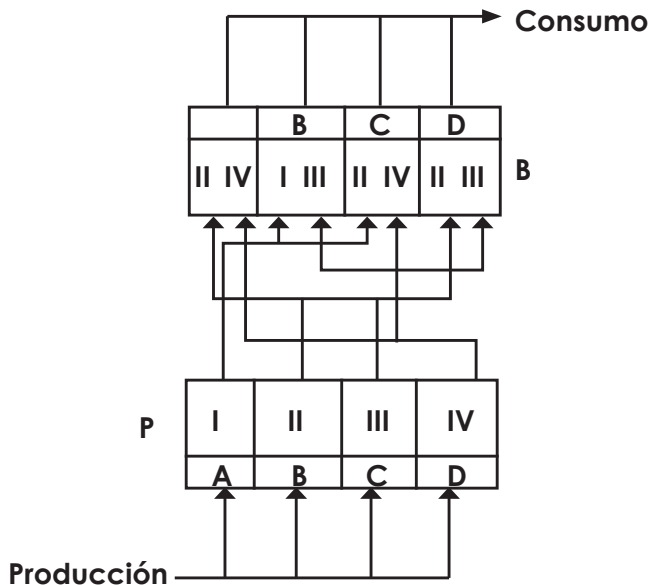 Consumo
B C D
II IV I III II IV II III B
P I II III IV
A B C D
Producción